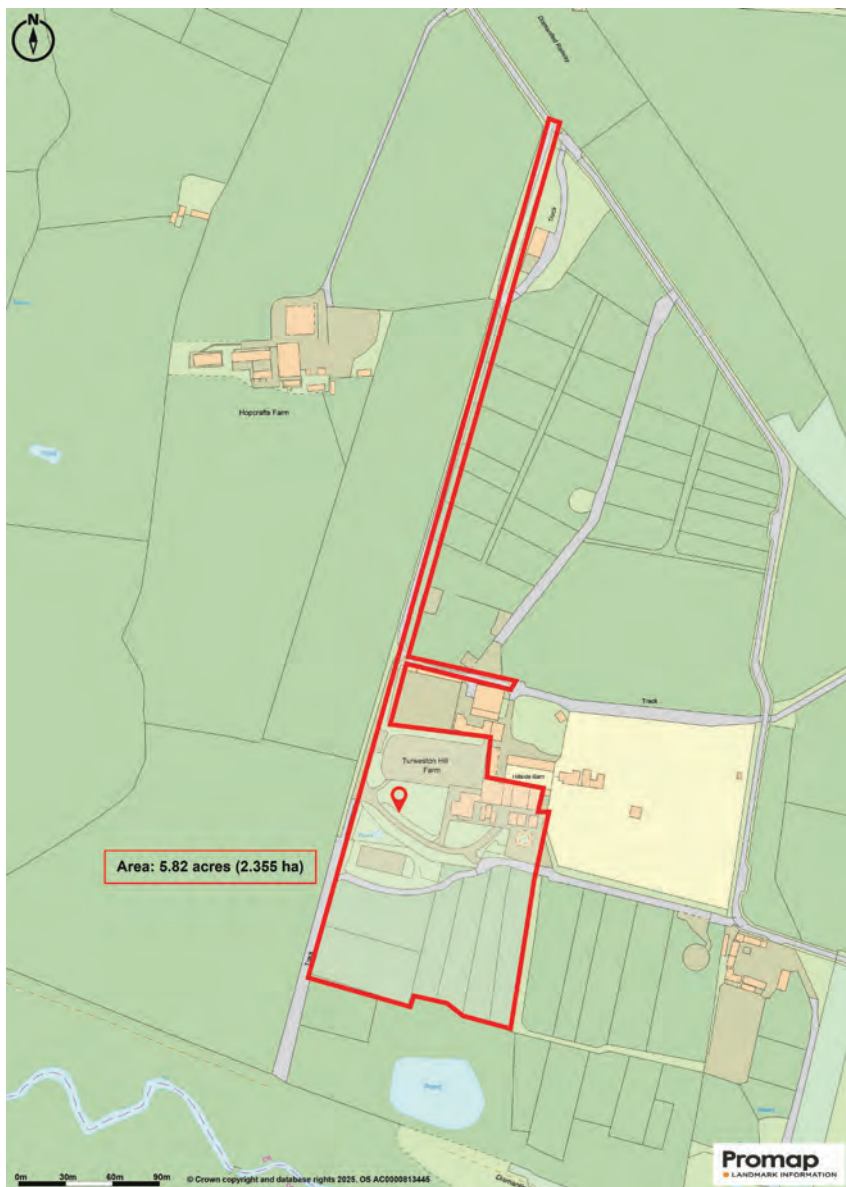 N
Dismantled Railway
Track
Hopcrofts Farm
Track
Turweston Hill
Farm
Hillside Barn
Area: 5.82 acres (2.355 ha)
Track
Pond
0m 30m 60m 90m
© Crown copyright and database rights 2025. OS AC0000813445
Promap
LANDMARK INFORMATION